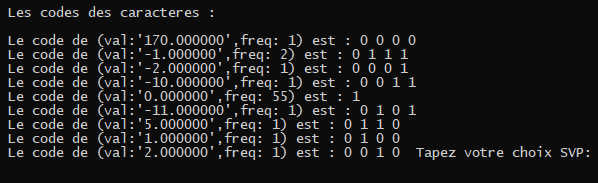 Les codes des caracteres :
Le code de (val:'170.000000',freq: 1) est : 0 0 0 0
Le code de (val:'-1.000000',freq: 2) est : 0 1 1 1
Le code de (val:'-2.000000',freq: 1) est : 0 0 0 1
Le code de (val:'-10.000000',freq: 1) est : 0 0 1 1
Le code de (val:'0.000000',freq: 55) est : 1
Le code de (val:'-11.000000',freq: 1) est : 0 1 0 1
Le code de (val:'5.000000',freq: 1) est : 0 1 1 0
Le code de (val:'1.000000',freq: 1) est : 0 1 0 0
Le code de (val:'2.000000',freq: 1) est : 0 0 1 0  Tapez votre choix SVP: